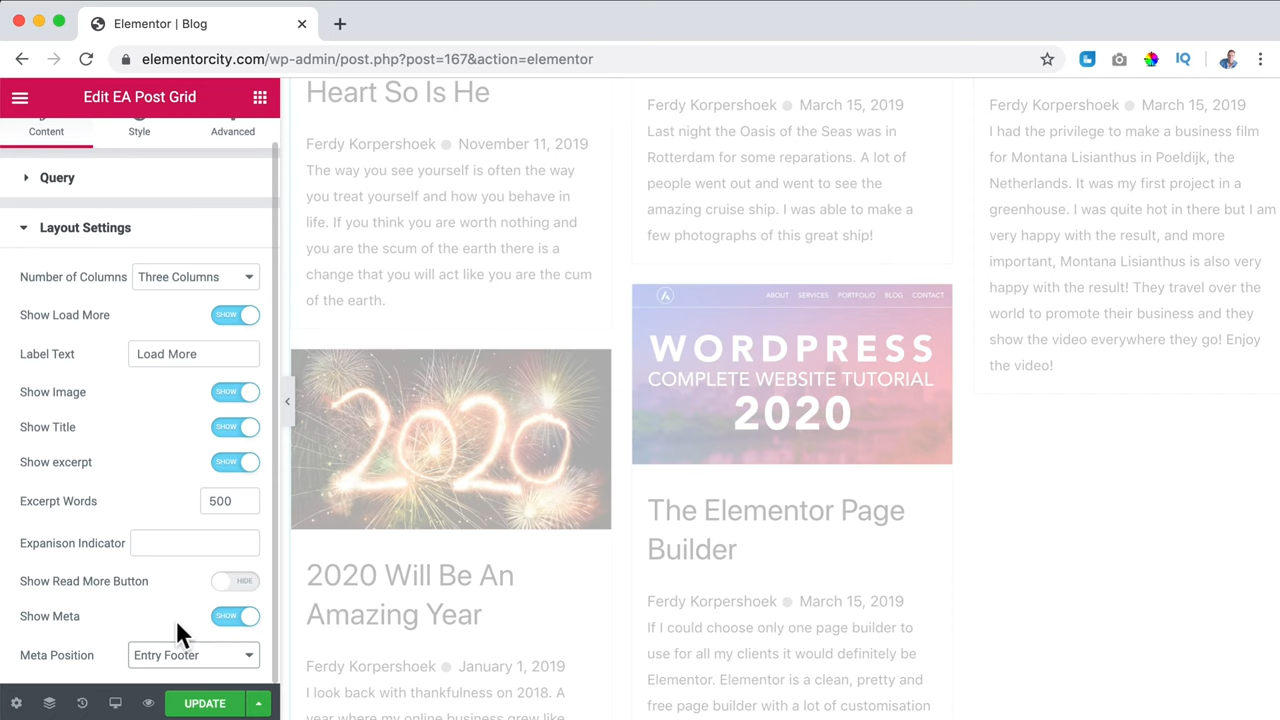 Elementor | Blog
elementorcity.com/wp-admin/post.php?post=167&action=elementor
Edit EA Post Grid
Content
Style
Advanced
Query
Layout Settings
Number of Columns
Three Columns
Show Load More
SHOW
Label Text
Load More
Show Image
SHOW
Show Title
SHOW
Show excerpt
SHOW
Excerpt Words
500
Expanison Indicator
Show Read More Button
HIDE
Show Meta
SHOW
Meta Position
Entry Footer
UPDATE
Heart So Is He
Ferdy Korpershoek November 11, 2019
The way you see yourself is often the way
you treat yourself and how you behave in
life. If you think you are worth nothing and
you are the scum of the earth there is a
change that you will act like you are the cum
of the earth.
2020
2020 Will Be An
Amazing Year
Ferdy Korpershoek January 1, 2019
I look back with thankfulness on 2018. A
year where my online business grew like
Ferdy Korpershoek March 15, 2019
Last night the Oasis of the Seas was in
Rotterdam for some reparations. A lot of
people went out and went to see the
amazing cruise ship. I was able to make a
few photographs of this great ship!
ABOUT SERVICES PORTFOLIO BLOG CONTACT
WORDPRESS
COMPLETE WEBSITE TUTORIAL
2020
The Elementor Page
Builder
Ferdy Korpershoek March 15, 2019
If I could choose only one page builder to
use for all my clients it would definitely be
Elementor. Elementor is a clean, pretty and
free page builder with a lot of customisation
Ferdy Korpershoek March 15, 2019
I had the privilege to make a business film
for Montana Lisianthus in Poeldijk, the
Netherlands. It was my first project in a
greenhouse. I was quite hot in there but I am
very happy with the result, and more
important, Montana Lisianthus is also very
happy with the result! They travel over the
world to promote their business and they
show the video everywhere they go! Enjoy
the video!